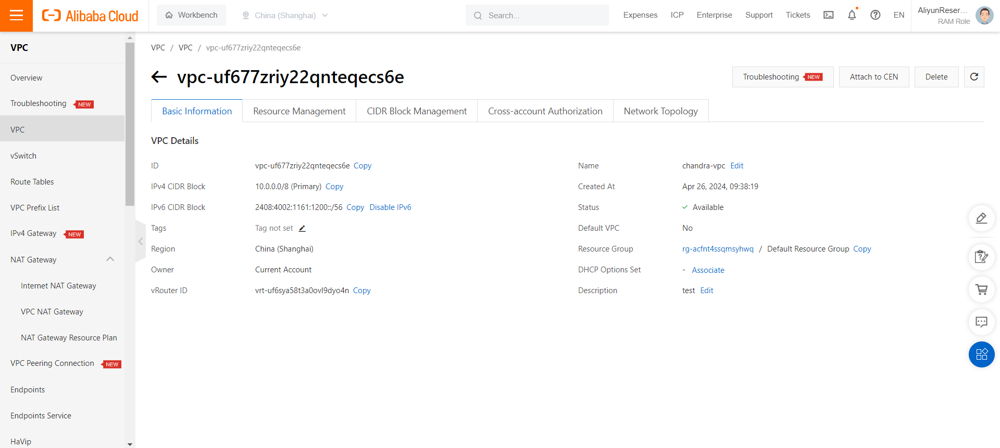 Alibaba Cloud
Workbench
China (Shanghai)
Search...
Expenses
ICP
Enterprise
Support
Tickets
EN
AliyunReser...
RAM Role
VPC
Overview
Troubleshooting NEW
VPC
vSwitch
Route Tables
VPC Prefix List
IPv4 Gateway NEW
NAT Gateway
Internet NAT Gateway
VPC NAT Gateway
NAT Gateway Resource Plan
VPC Peering Connection NEW
Endpoints
Endpoints Service
HaVip
VPC / VPC / vpc-uf677zriy22qnteqecs6e
vpc-uf677zriy22qnteqecs6e
Troubleshooting NEW
Attach to CEN
Delete
Basic Information
Resource Management
CIDR Block Management
Cross-account Authorization
Network Topology
VPC Details
ID vpc-uf677zriy22qnteqecs6e Copy
Name chandra-vpc Edit
IPv4 CIDR Block 10.0.0.0/8 (Primary) Copy
Created At Apr 26, 2024, 09:38:19
IPv6 CIDR Block 2408:4002:1161:1200::/56 Copy Disable IPv6
Status Available
Tags Tag not set
Default VPC No
Region China (Shanghai)
Resource Group rg-acfnt4ssqmsyhwq / Default Resource Group Copy
Owner Current Account
DHCP Options Set - Associate
vRouter ID vrt-uf6sya58t3a0ovl9dyo4n Copy
Description test Edit